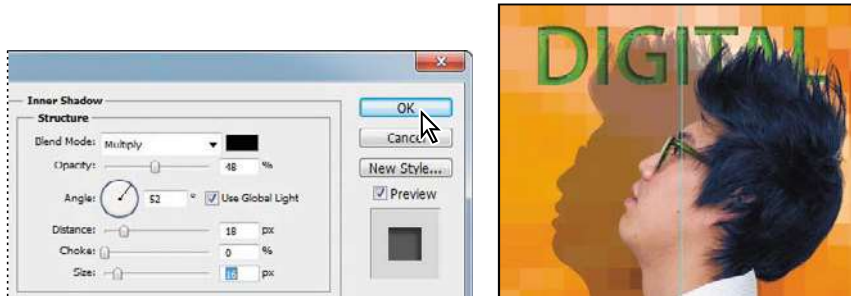 Inner Shadow
Structure
Blend Mode: Multiply
Opacity: 48 %
Angle: 52 ° Use Global Light
Distance: 18 px
Choke: 0 %
Size: 16 px
OK
Cancel
New Style...
Preview
DIGITAL